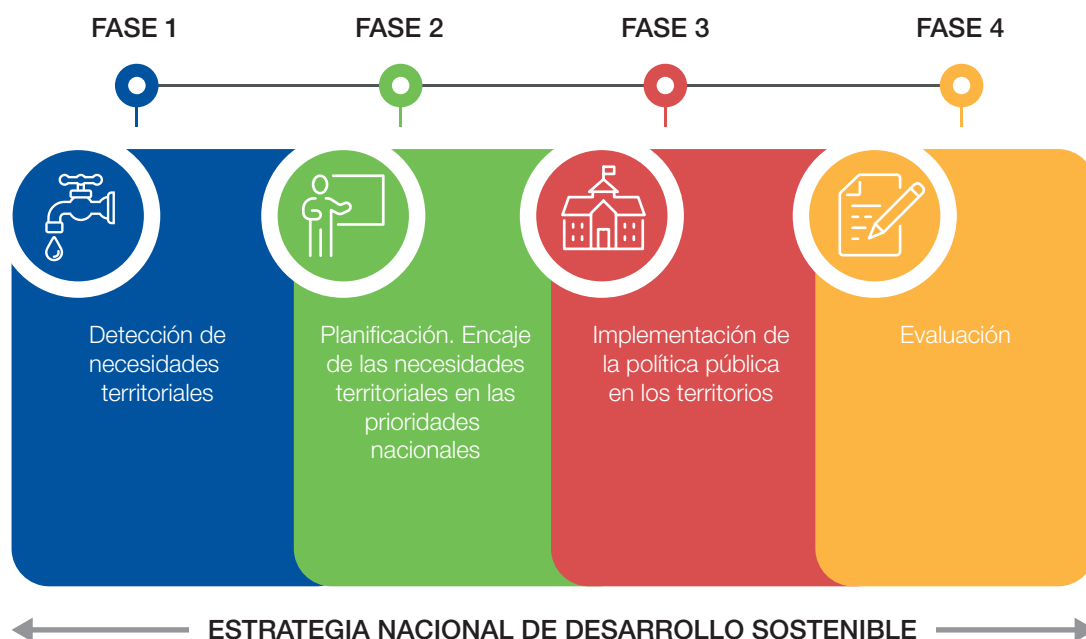 FASE 1
FASE 2
FASE 3
FASE 4
Detección de
necesidades
territoriales
Planificación. Encaje
de las necesidades
territoriales en las
prioridades
nacionales
Implementación de
la política pública
en los territorios
Evaluación
ESTRATEGIA NACIONAL DE DESARROLLO SOSTENIBLE